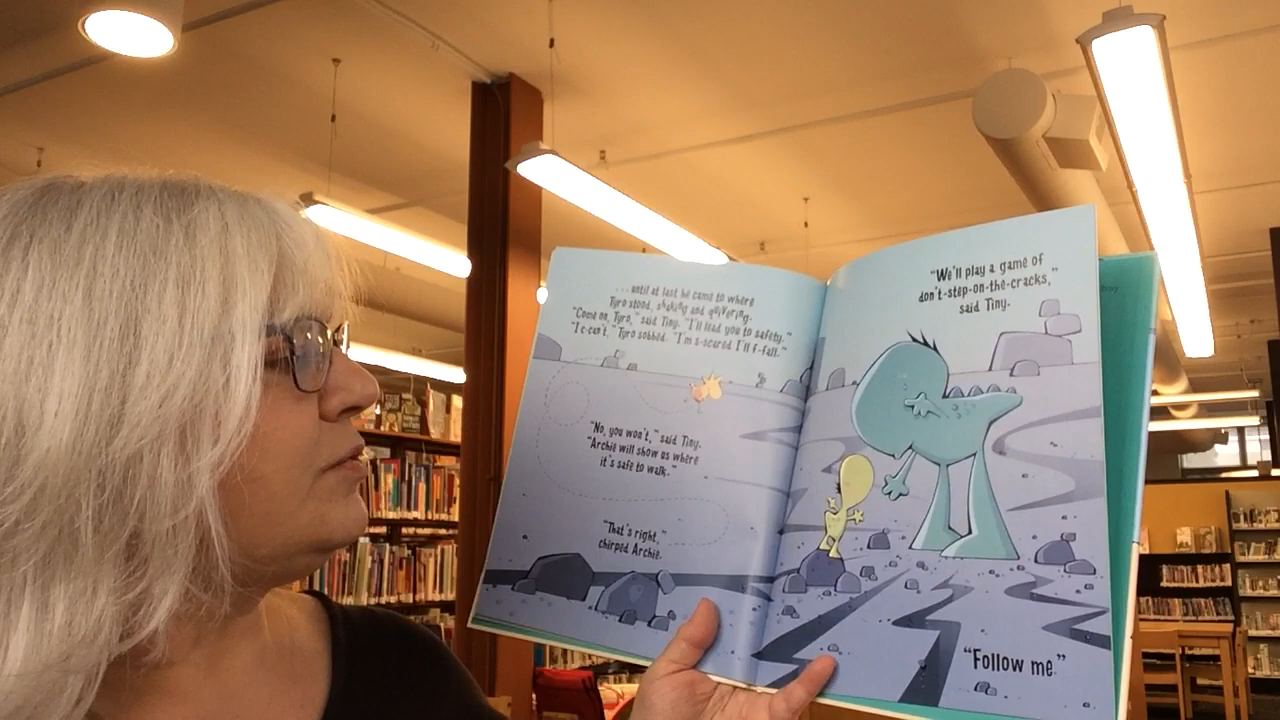 ...until at last he came to where
Tyro stood, shaking and quivering.
"Come on, Tyro," said Tiny. "I'll lead you to safety."
"I c-can't," Tyro sobbed. "I'm s-scared I'll f-fall."
"No, you won't," said Tiny.
"Archie will show us where
it's safe to walk."
"That's right,"
chirped Archie.
"We'll play a game of
don't-step-on-the-cracks,"
said Tiny.
"Follow me."